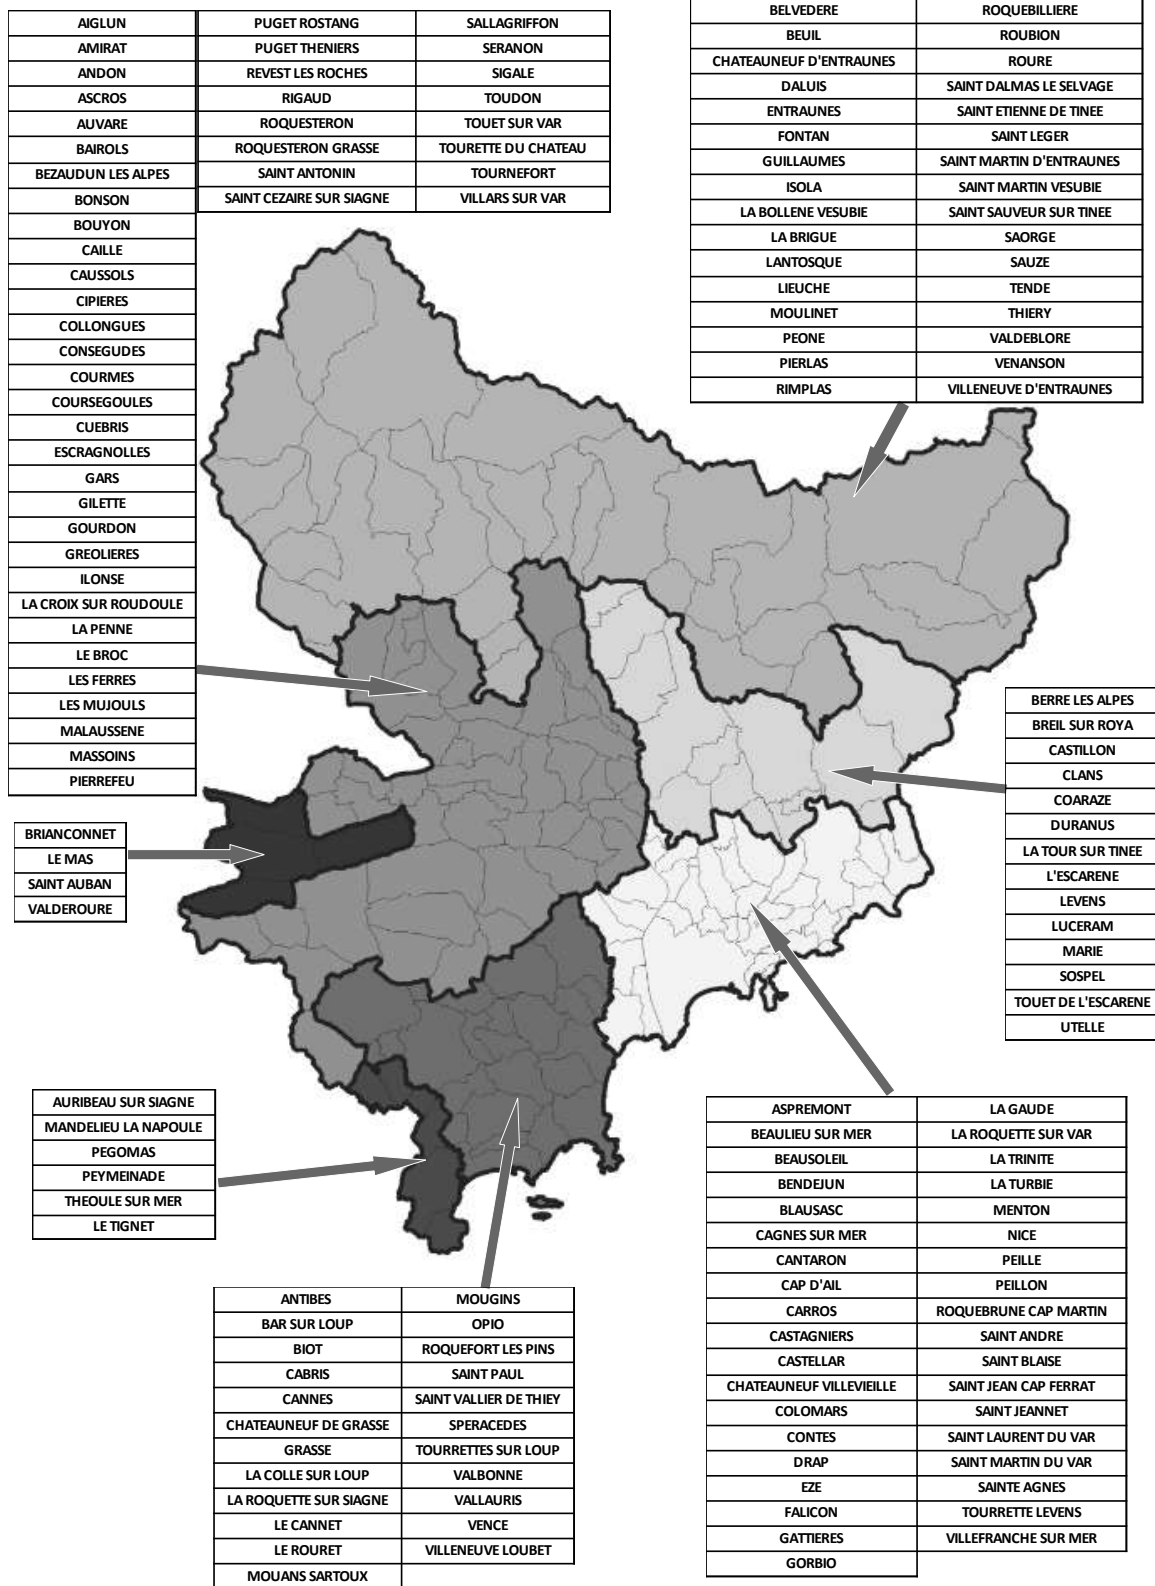 AIGLUN
AMIRAT
ANDON
ASCROS
AUVARE
BAIROLS
BEZAUDUN LES ALPES
BONSON
BOUYON
CAILLE
CAUSSOLS
CIPIERES
COLLONGUES
CONSEGUDES
COURMES
COURSEGOULES
CUEBRIS
ESCRAGNOLLES
GARS
GILETTE
GOURDON
GREOLIERES
ILONSE
LA CROIX SUR ROUDOULE
LA PENNE
LE BROC
LES FERRES
LES MUJOULS
MALAUSSENE
MASSOINS
PIERREFEU
PUGET ROSTANG
PUGET THENIERS
REVEST LES ROCHES
RIGAUD
ROQUESTERON
ROQUESTERON GRASSE
SAINT ANTONIN
SAINT CEZAIRE SUR SIAGNE
SALLAGRIFFON
SERANON
SIGALE
TOUDON
TOUET SUR VAR
TOURETTE DU CHATEAU
TOURNEFORT
VILLARS SUR VAR
BELVEDERE
BEUIL
CHATEAUNEUF D'ENTRAUNES
DALUIS
ENTRAUNES
FONTAN
GUILLAUMES
ISOLA
LA BOLLENE VESUBIE
LA BRIGUE
LANTOSQUE
LIEUCHE
MOULINET
PEONE
PIERLAS
RIMPLAS
ROQUEBILLIERE
ROUBION
ROURE
SAINT DALMAS LE SELVAGE
SAINT ETIENNE DE TINEE
SAINT LEGER
SAINT MARTIN D'ENTRAUNES
SAINT MARTIN VESUBIE
SAINT SAUVEUR SUR TINEE
SAORGE
SAUZE
TENDE
THIERY
VALDEBLORE
VENANSON
VILLENEUVE D'ENTRAUNES
BERRE LES ALPES
BREIL SUR ROYA
CASTILLON
CLANS
COARAZE
DURANUS
LA TOUR SUR TINEE
L'ESCARENE
LEVENS
LUCERAM
MARIE
SOSPEL
TOUET DE L'ESCARENE
UTELLE
BRIANCONNET
LE MAS
SAINT AUBAN
VALDEROURE
AURIBEAU SUR SIAGNE
MANDELIEU LA NAPOULE
PEGOMAS
PEYMEINADE
THEOULE SUR MER
LE TIGNET
ANTIBES
BAR SUR LOUP
BIOT
CABRIS
CANNES
CHATEAUNEUF DE GRASSE
GRASSE
LA COLLE SUR LOUP
LA ROQUETTE SUR SIAGNE
LE CANNET
LE ROURET
MOUANS SARTOUX
MOUGINS
OPIO
ROQUEFORT LES PINS
SAINT PAUL
SAINT VALLIER DE THIEY
SPERACEDES
TOURRETTES SUR LOUP
VALBONNE
VALLAURIS
VENCE
VILLENEUVE LOUBET
ASPREMONT
BEAULIEU SUR MER
BEAUSOLEIL
BENDEJUN
BLAUSASC
CAGNES SUR MER
CANTARON
CAP D'AIL
CARROS
CASTAGNIERS
CASTELLAR
CHATEAUNEUF VILLEVIEILLE
COLOMARS
CONTES
DRAP
EZE
FALICON
GATTIERES
GORBIO
LA GAUDE
LA ROQUETTE SUR VAR
LA TRINITE
LA TURBIE
MENTON
NICE
PEILLE
PEILLON
ROQUEBRUNE CAP MARTIN
SAINT ANDRE
SAINT BLAISE
SAINT JEAN CAP FERRAT
SAINT JEANNET
SAINT LAURENT DU VAR
SAINT MARTIN DU VAR
SAINTE AGNES
TOURRETTE LEVENS
VILLEFRANCHE SUR MER